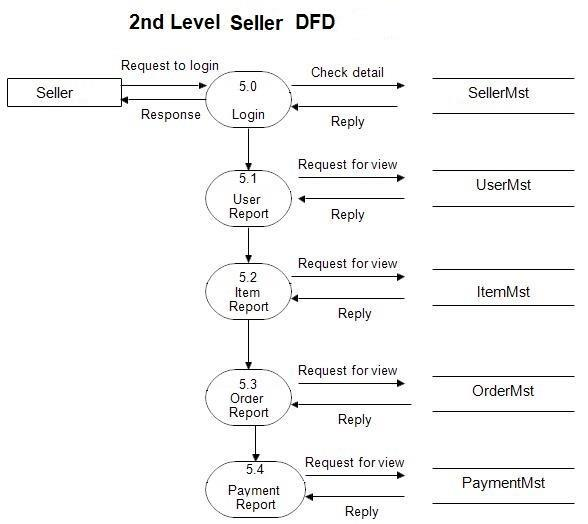 2nd Level Seller DFD
Request to login
Check detail
Seller
5.0
Login
SellerMst
Response
Reply
Request for view
5.1
User
Report
UserMst
Reply
Request for view
5.2
Item
Report
ItemMst
Reply
Request for view
5.3
Order
Report
OrderMst
Reply
Request for view
5.4
Payment
Report
PaymentMst
Reply